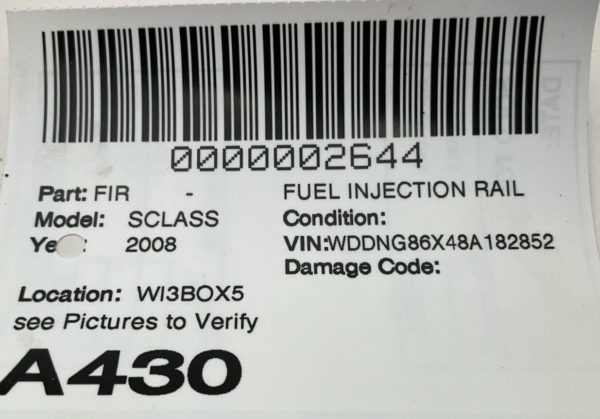 0000002644
Part: FIR - FUEL INJECTION RAIL
Model: SCLASS Condition:
Ye : 2008 VIN:WDDNG86X48A182852
Damage Code:
Location: WI3BOX5
see Pictures to Verify
A430